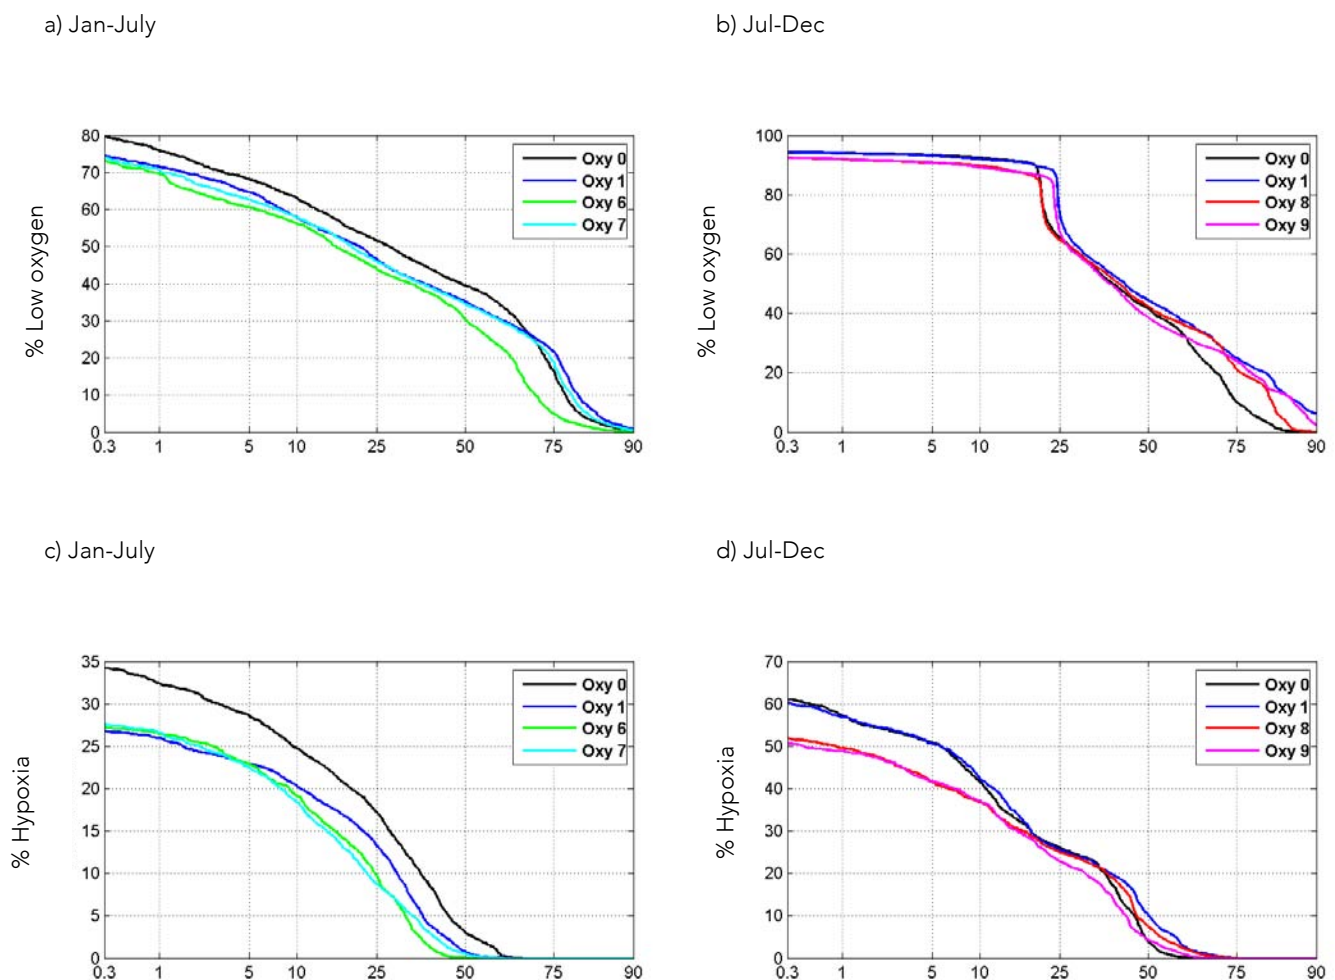 a) Jan-July
b) Jul-Dec
% Low oxygen
80
70
60
50
40
30
20
10
0
0.3 1 5 10 25 50 75 90
Oxy 0
Oxy 1
Oxy 6
Oxy 7
% Low oxygen
100
80
60
40
20
0
0.3 1 5 10 25 50 75 90
Oxy 0
Oxy 1
Oxy 8
Oxy 9
c) Jan-July
d) Jul-Dec
% Hypoxia
35
30
25
20
15
10
5
0
0.3 1 5 10 25 50 75 90
Oxy 0
Oxy 1
Oxy 6
Oxy 7
% Hypoxia
70
60
50
40
30
20
10
0
0.3 1 5 10 25 50 75 90
Oxy 0
Oxy 1
Oxy 8
Oxy 9